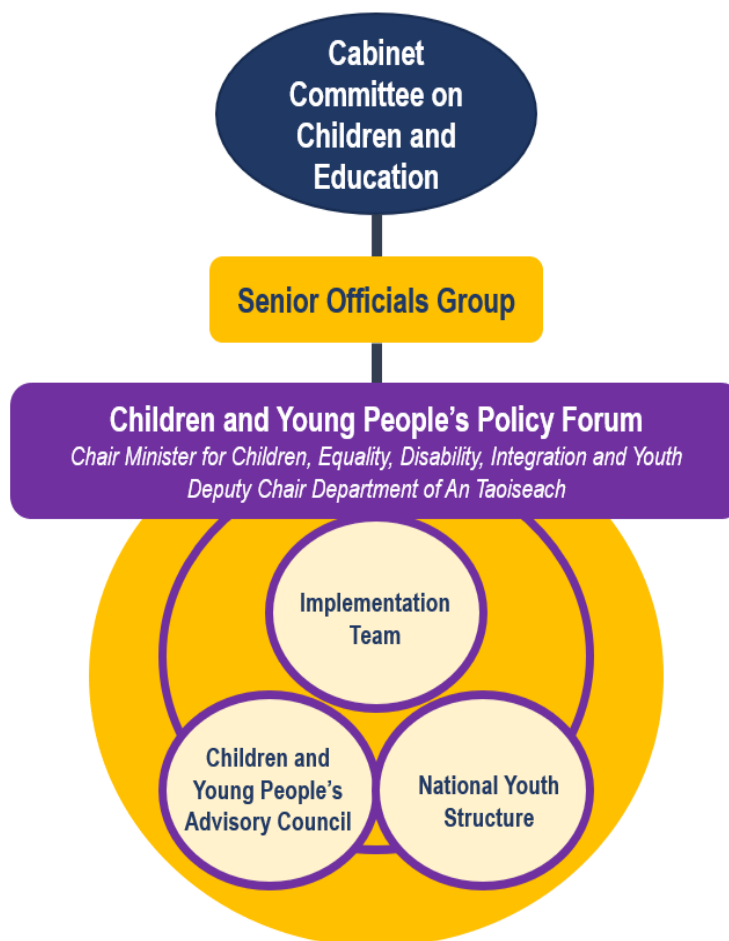 Cabinet
Committee on
Children and
Education
Senior Officials Group
Children and Young People’s Policy Forum
Chair Minister for Children, Equality, Disability, Integration and Youth
Deputy Chair Department of An Taoiseach
Implementation
Team
Children and
Young People’s
Advisory Council
National Youth
Structure